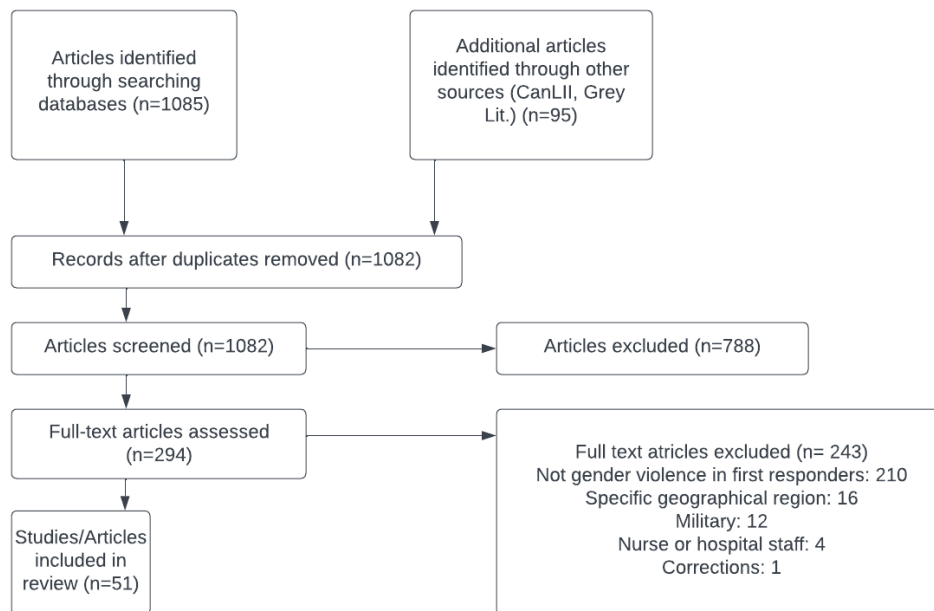 Articles identified
through searching
databases (n=1085)
Additional articles
identified through other
sources (CanLII, Grey
Lit.) (n=95)
Records after duplicates removed (n=1082)
Articles screened (n=1082)
Articles excluded (n=788)
Full-text articles assessed
(n=294)
Full text atricles excluded (n= 243)
Not gender violence in first responders: 210
Specific geographical region: 16
Military: 12
Nurse or hospital staff: 4
Corrections: 1
Studies/Articles
included in
review (n=51)